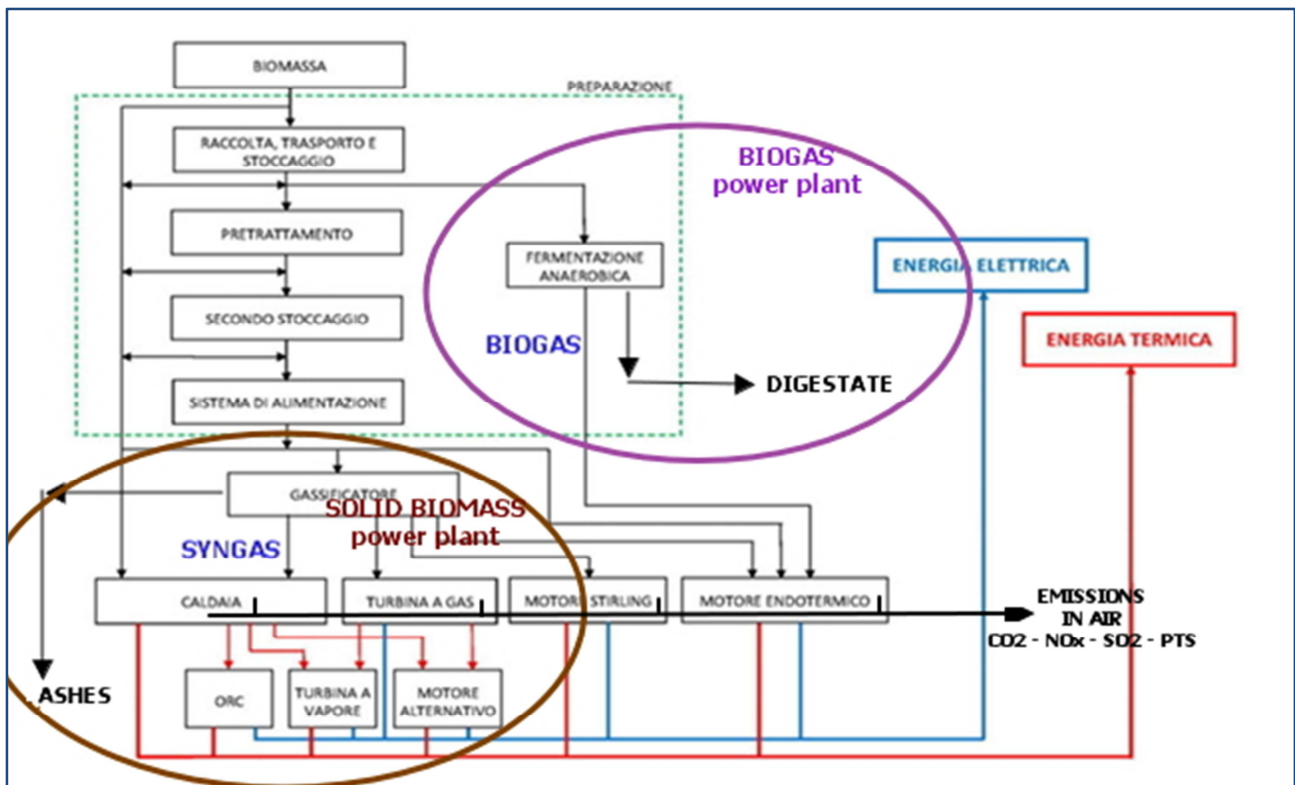 BIOMASSA
PREPARAZIONE
RACCOLTA, TRASPORTO E
STOCCAGGIO
BIOGAS
power plant
PRETRATTAMENTO
FERMENTAZIONE
ANAEROBICA
ENERGIA ELETTRICA
SECONDO STOCCAGGIO
BIOGAS
ENERGIA TERMICA
SISTEMA DI ALIMENTAZIONE
DIGESTATE
GASSIFICATORE
SOLID BIOMASS
power plant
SYNGAS
CALDAIA
TURBINA A GAS
MOTORE STIRLING
MOTORE ENDOTERMICO
EMISSIONS
IN AIR
CO2 - NOx - SO2 - PTS
ASHES
ORC
TURBINA A
VAPORE
MOTORE
ALTERNATIVO